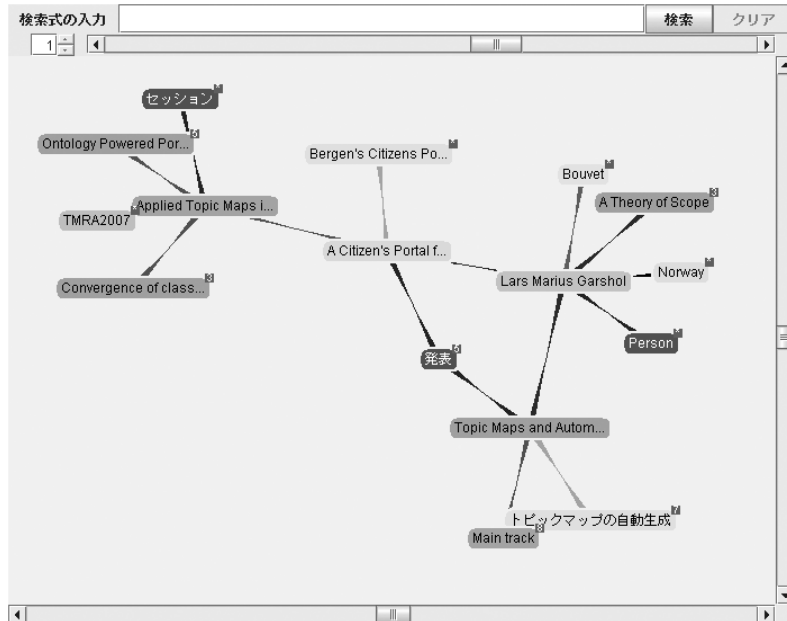 検索式の入力 検索 クリア
1
セッション
Ontology Powered Por...
Bergen's Citizens Po...
Bouvet
A Theory of Scope
Applied Topic Maps i...
TMRA2007
A Citizen's Portal f...
Norway
Lars Marius Garshol
Convergence of class...
Person
発表
Topic Maps and Autom...
トピックマップの自動生成
Main track